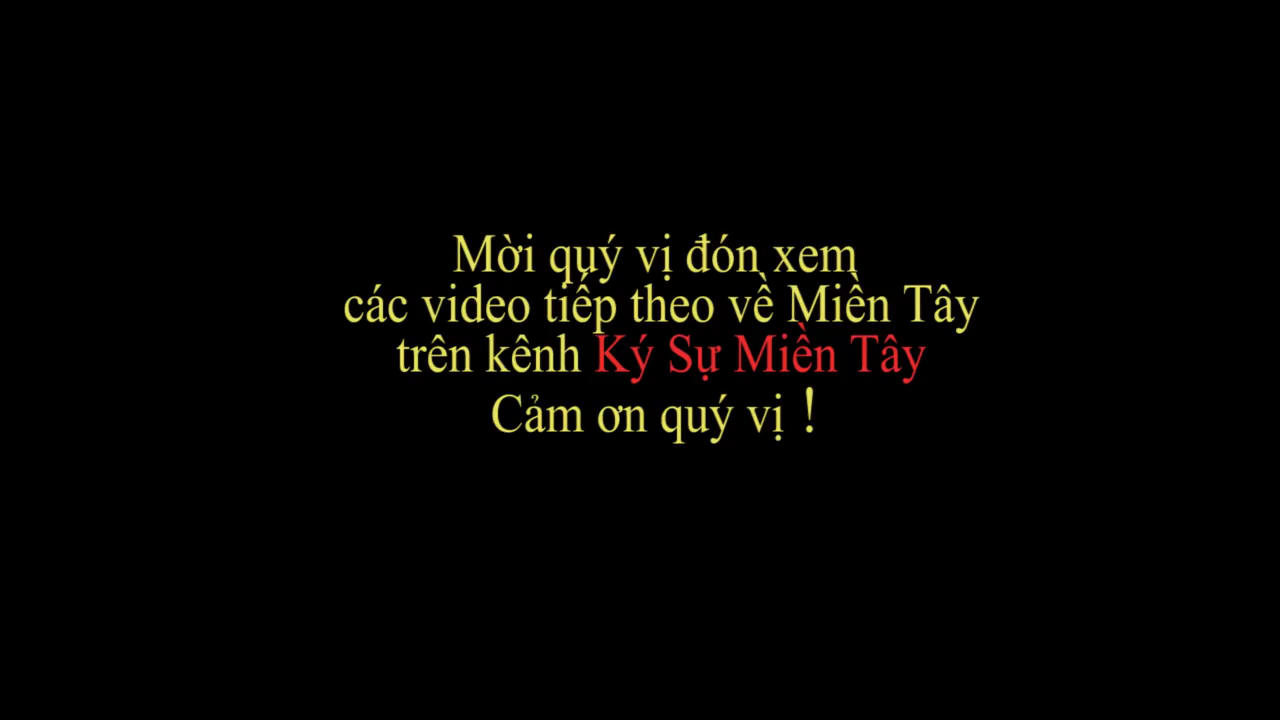 Mời quý vị đón xem
các video tiếp theo về Miền Tây
trên kênh Ký Sự Miền Tây
Cảm ơn quý vị !